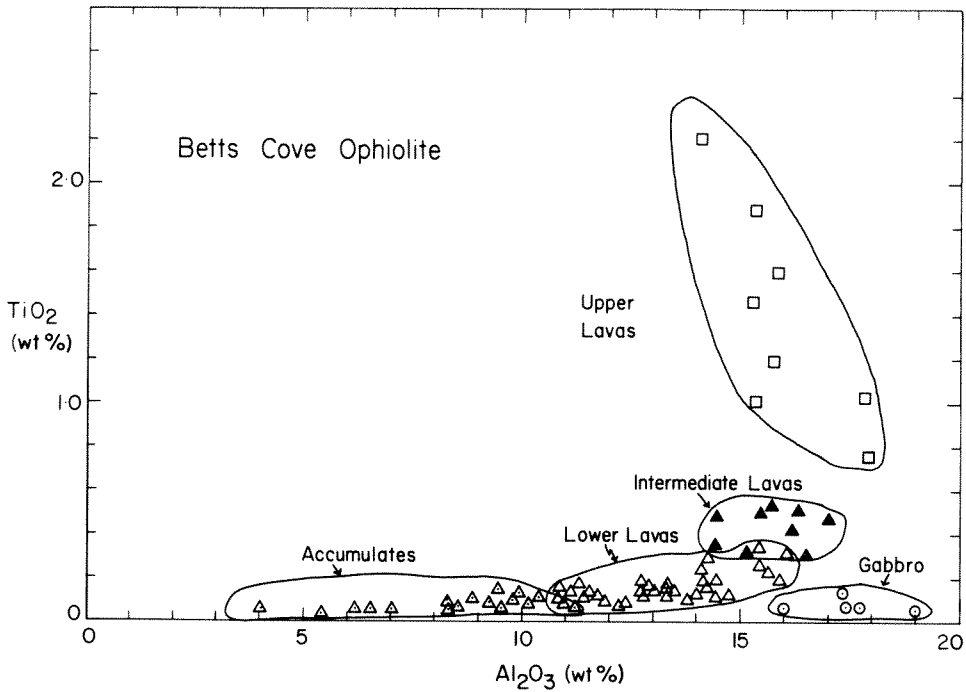 Betts Cove Ophiolite
2·0
Upper
Lavas
TiO2
(wt %)
1·0
Intermediate Lavas
Lower Lavas
Accumulates
Gabbro
0
0
5
10
15
20
Al2O3 (wt %)